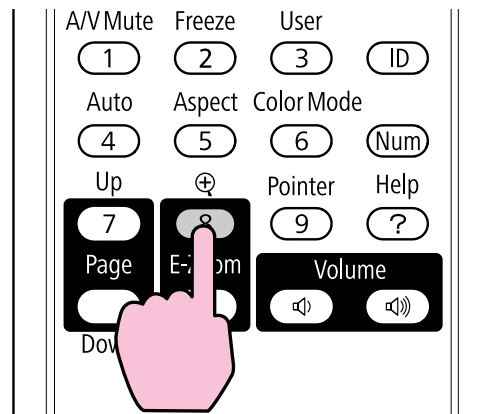 A/V Mute Freeze User
1 2 3 ID
Auto Aspect Color Mode
4 5 6 Num
Up Pointer Help
7 8 9 ?
Page Volume